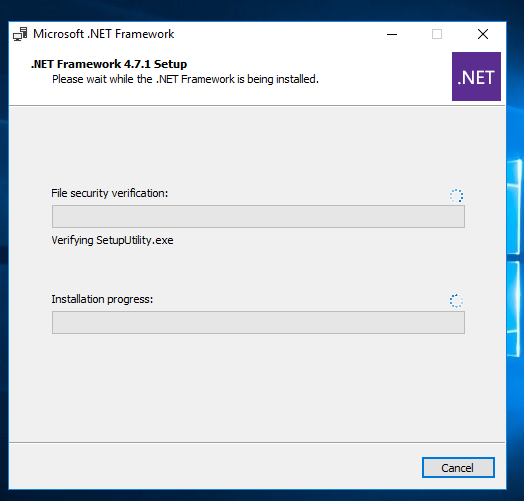 Microsoft .NET Framework
.NET Framework 4.7.1 Setup
Please wait while the .NET Framework is being installed.
.NET
File security verification:
Verifying SetupUtility.exe
Installation progress:
Cancel